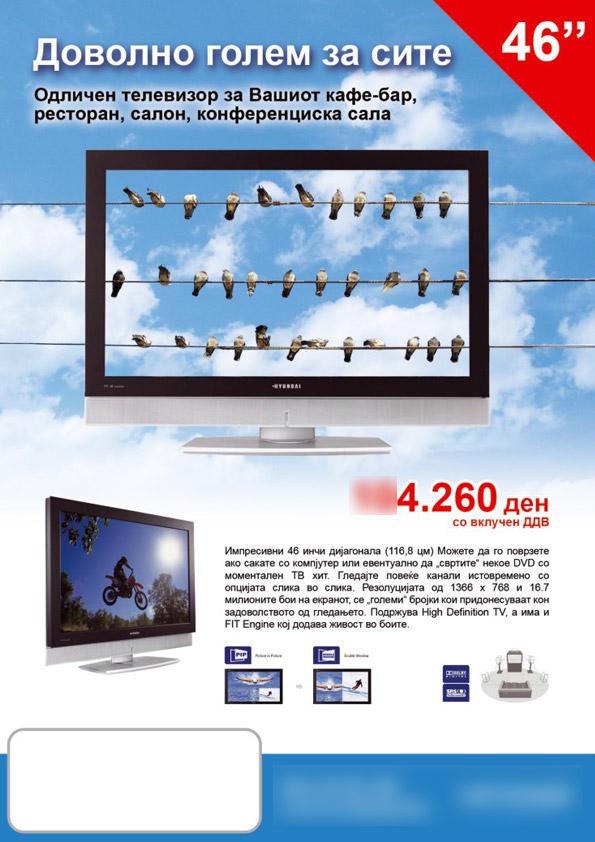 46”
Доволно голем за сите
Одличен телевизор за Вашиот кафе-бар,
ресторан, салон, конференциска сала
HYUNDAI
4.260 ден
со вклучен ДДВ
Импресивни 46 инчи дијагонала (116,8 цм) Можете да го поврзете
ако сакате со компјутер или евентуално да „свртите“ некое DVD со
моментален ТВ хит. Гледајте повеќе канали истовремено со
опцијата слика во слика. Резолуцијата од 1366 x 768 и 16.7
милионите бои на екранот, се „големи“ бројки кои придонесуваат кон
задоволството од гледањето. Подржува High Definition TV, а има и
FIT Engine кој додава живост во боите.
PIP Picture in Picture
Double Window
DOLBY
DIGITAL
SRS